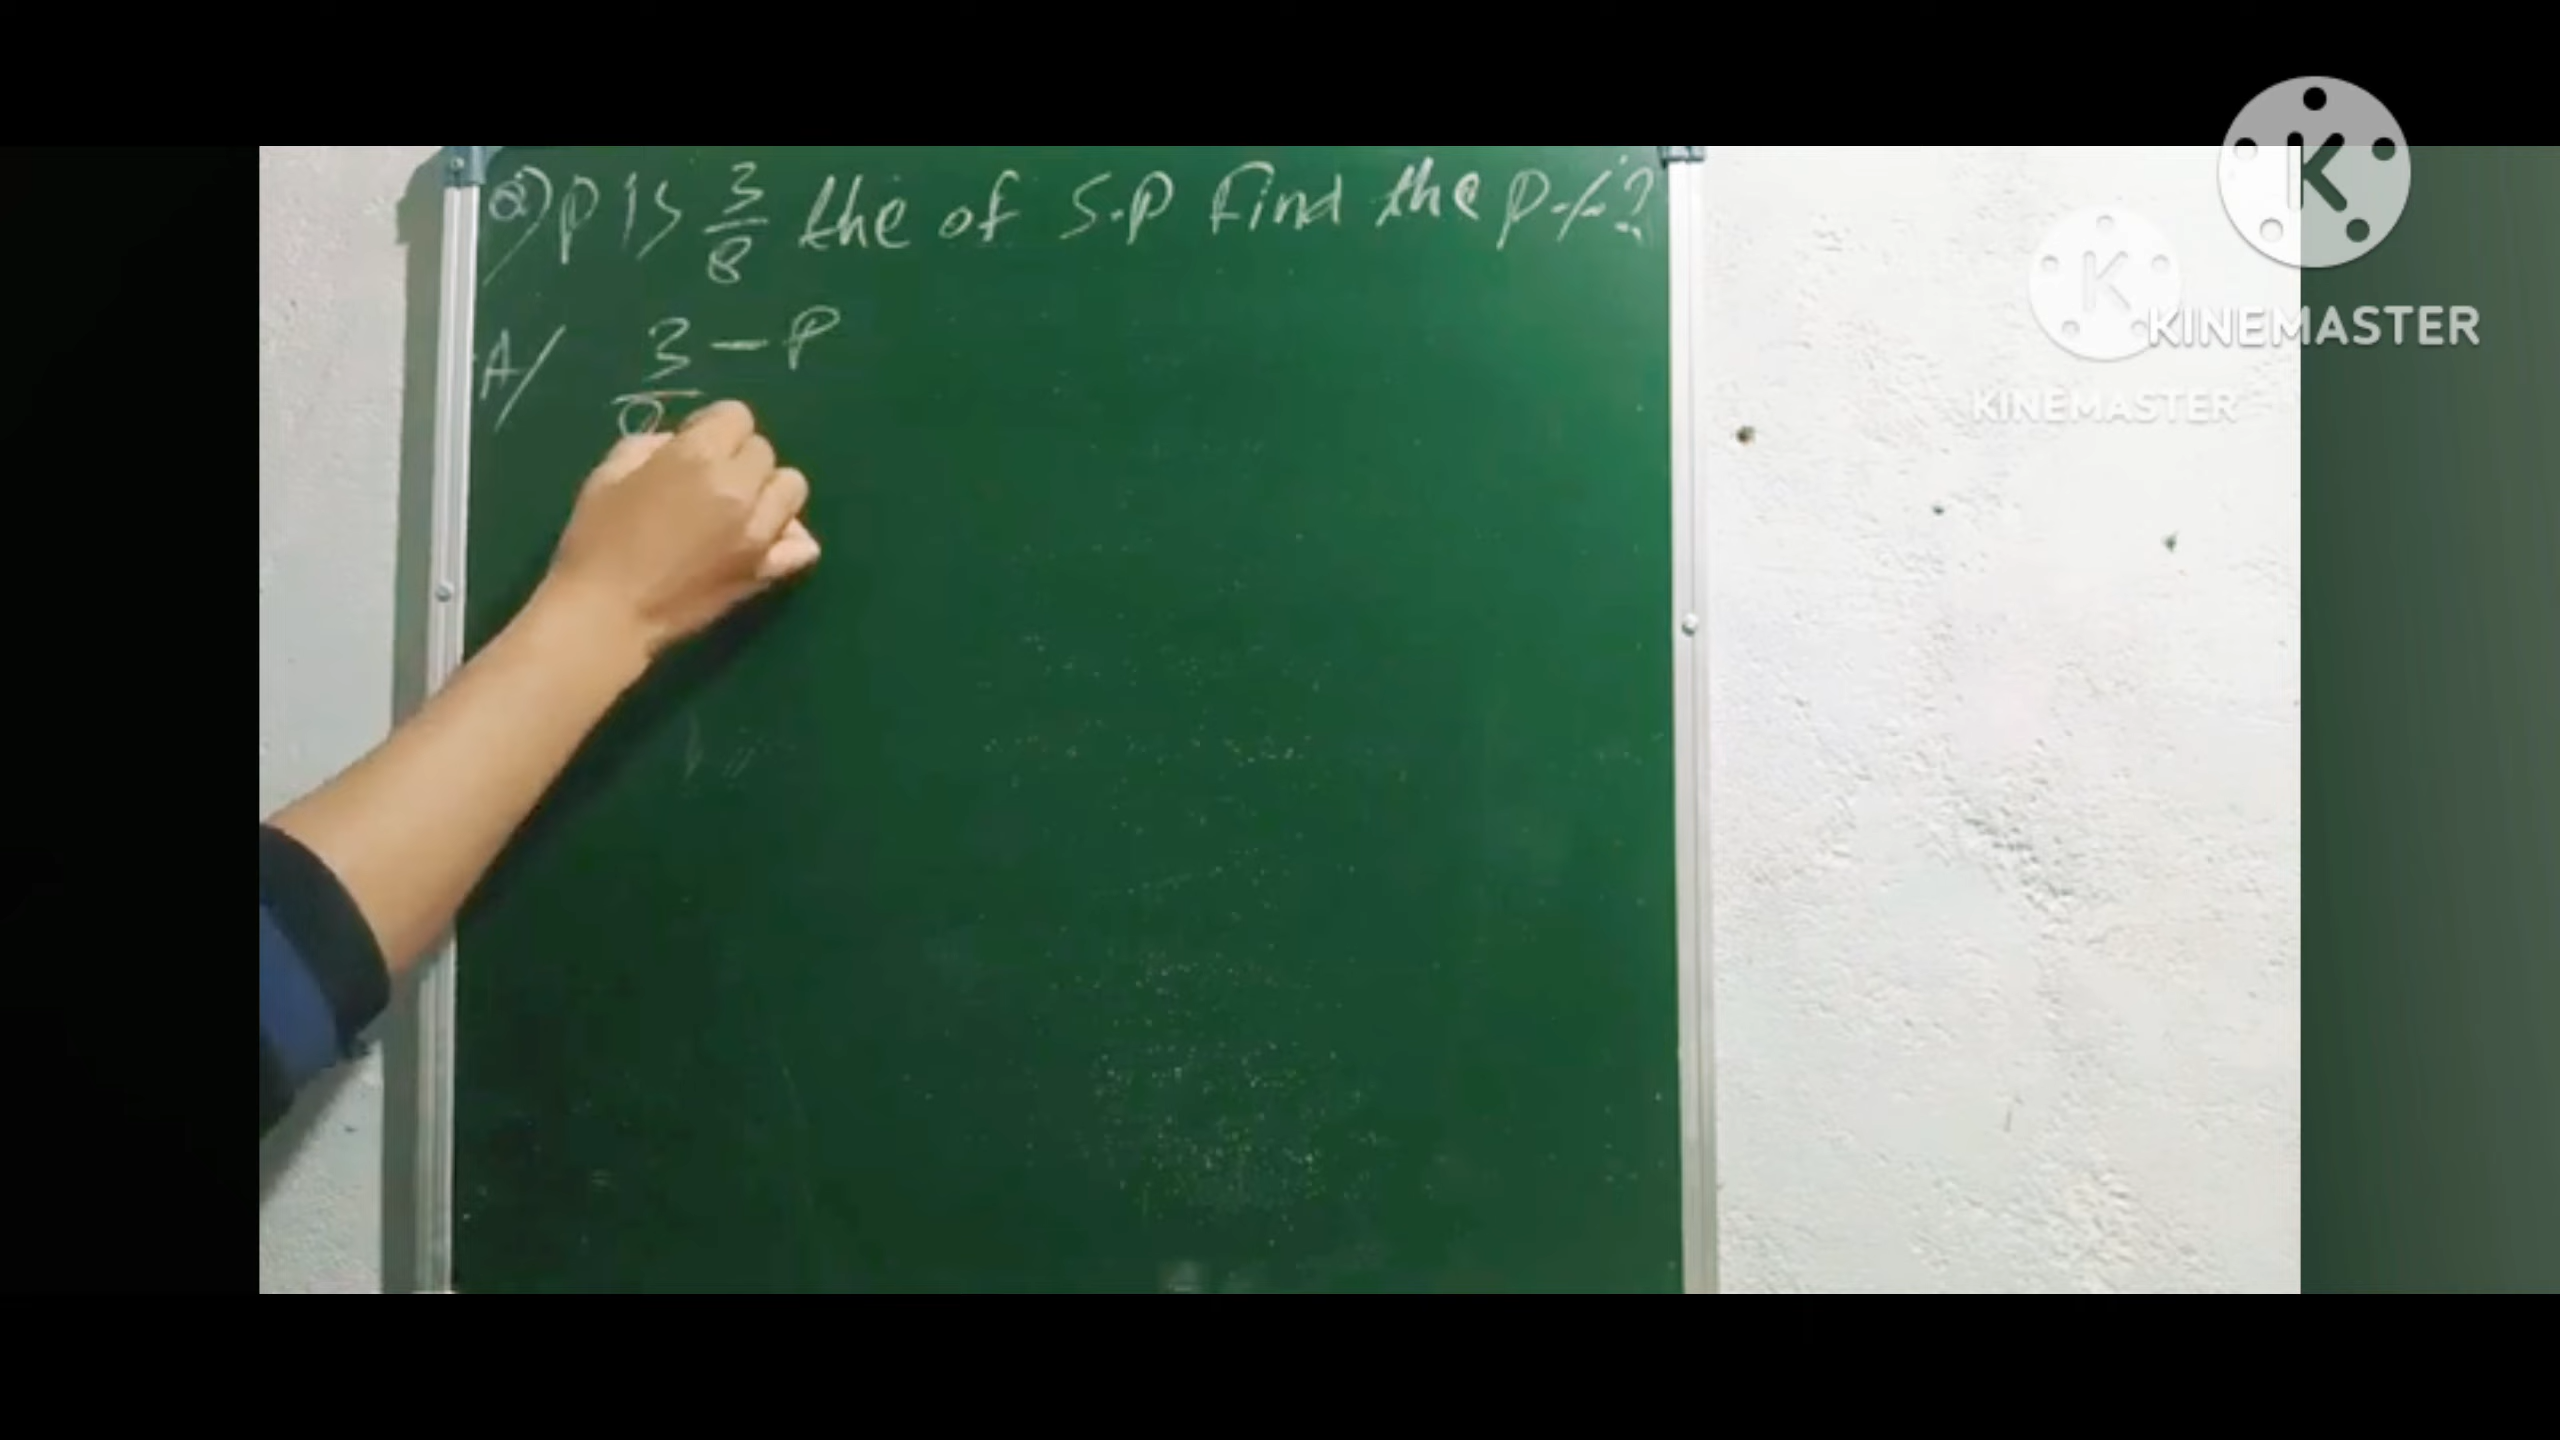 Q) P is 3/8 the of S.P Find the P.%?
A/ 3 — P
KINEMASTER
KINEMASTER